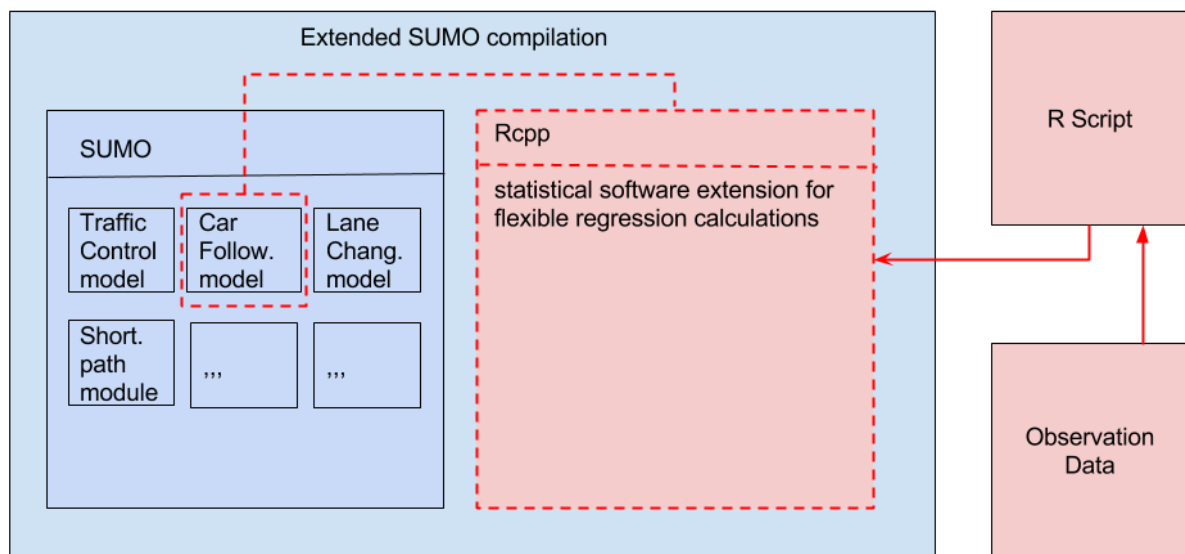 Extended SUMO compilation
SUMO
Traffic
Control
model
Car
Follow.
model
Lane
Chang.
model
Short.
path
module
,,,
,,,
Rcpp
statistical software extension for
flexible regression calculations
R Script
Observation
Data